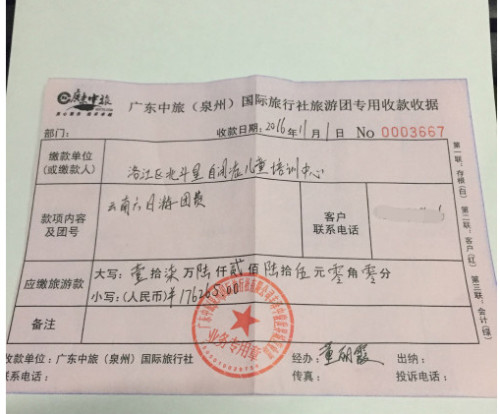 广东中旅
广东中旅（泉州）国际旅行社旅游团专用收款收据
部门：
收款日期：2016年11月1日 No 0003667
缴款单位
（或缴款人）
洛江区北斗星自闭症儿童培训中心
款项内容
及团号
云南六日游团费
客户
联系电话
应缴旅游款
大写：壹拾柒万陆仟贰佰陆拾伍元零角零分
小写：(人民币)¥176265.00
备注
业务专用章
收款单位：广东中旅（泉州）国际旅行社
经办：董 出纳：
系电话：
传真：
投诉电话：
第一联：存根(白) 第二联：客户(红) 第三联：会计(绿)